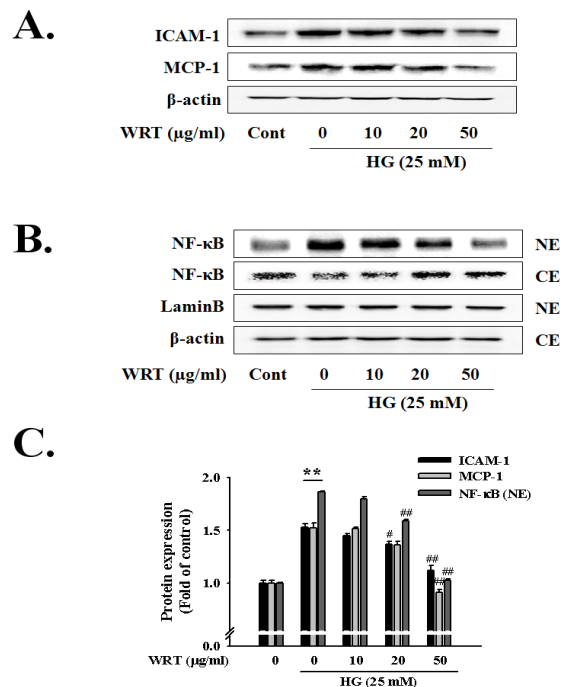 A.
ICAM-1
MCP-1
β-actin
WRT (μg/ml) Cont 0 10 20 50
HG (25 mM)
B.
NF-κB NE
NF-κB CE
LaminB NE
β-actin CE
WRT (μg/ml) Cont 0 10 20 50
HG (25 mM)
C.
ICAM-1
MCP-1
NF-κB (NE)
Protein expression
(Fold of control)
2.0
1.5
1.0
0.0
**
#
##
##
##
##
WRT (μg/ml) 0 0 10 20 50
HG (25 mM)